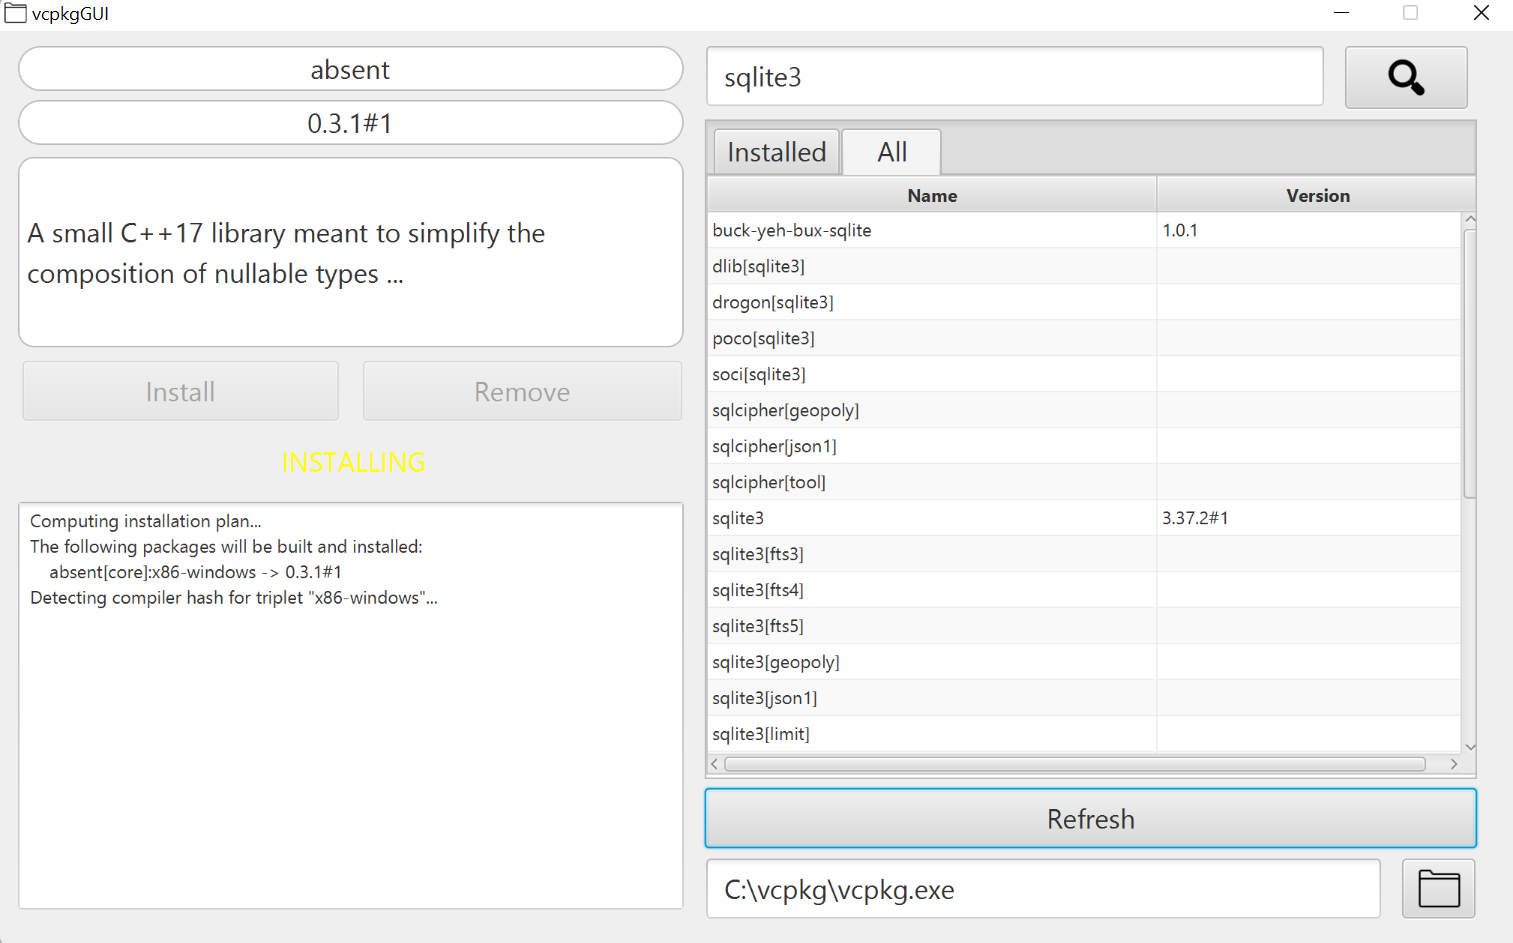 vcpkgGUI
absent
0.3.1#1
A small C++17 library meant to simplify the
composition of nullable types ...
Install Remove
INSTALLING
Computing installation plan...
The following packages will be built and installed:
absent[core]:x86-windows -> 0.3.1#1
Detecting compiler hash for triplet "x86-windows"...
sqlite3
Installed All
Name Version
buck-yeh-bux-sqlite 1.0.1
dlib[sqlite3]
drogon[sqlite3]
poco[sqlite3]
soci[sqlite3]
sqlcipher[geopoly]
sqlcipher[json1]
sqlcipher[tool]
sqlite3 3.37.2#1
sqlite3[fts3]
sqlite3[fts4]
sqlite3[fts5]
sqlite3[geopoly]
sqlite3[json1]
sqlite3[limit]
Refresh
C:\vcpkg\vcpkg.exe